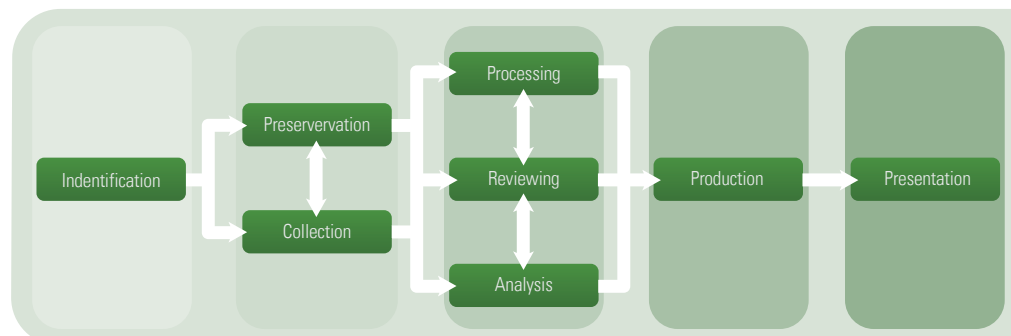 Indentification
Preservervation
Collection
Processing
Reviewing
Analysis
Production
Presentation